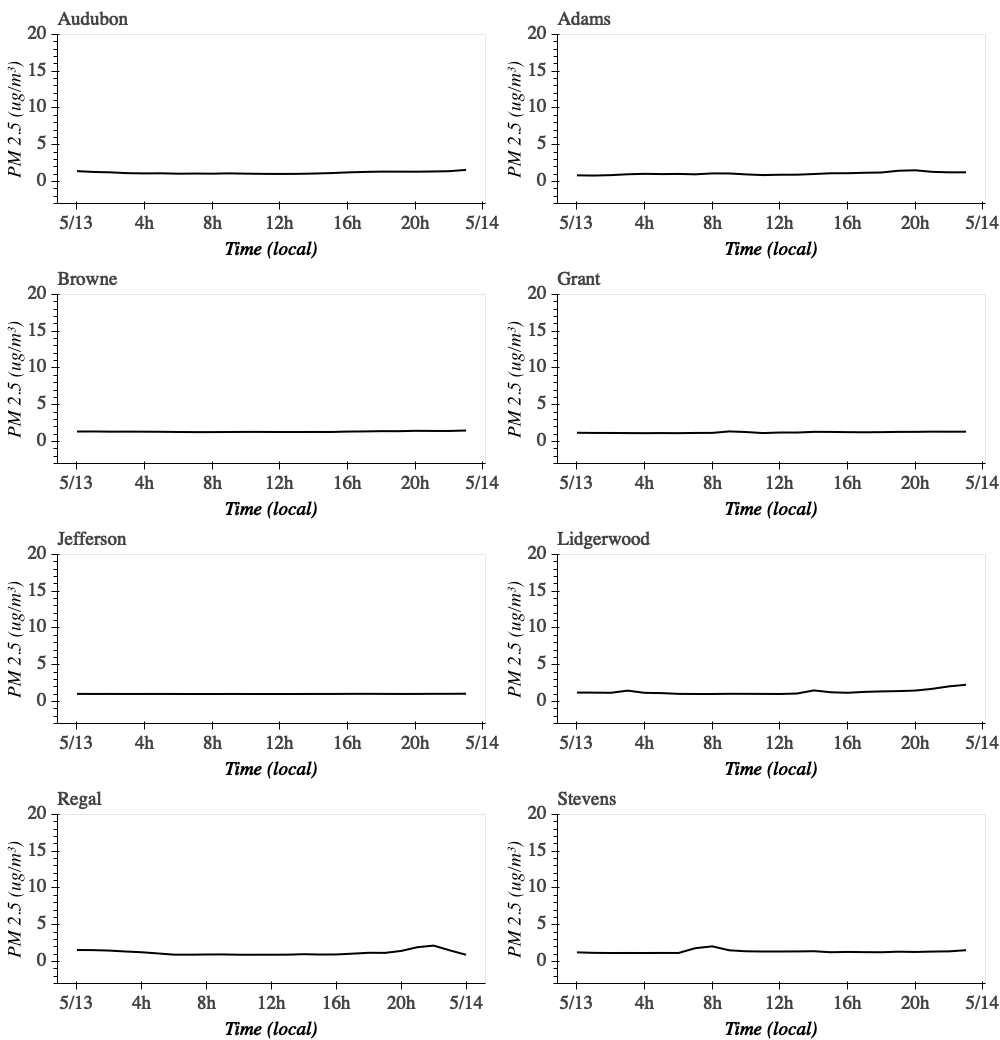 Audubon
20
15
10
5
0
PM 2.5 (ug/m³)
5/13 4h 8h 12h 16h 20h 5/14
Time (local)
Adams
20
15
10
5
0
PM 2.5 (ug/m³)
5/13 4h 8h 12h 16h 20h 5/14
Time (local)
Browne
20
15
10
5
0
PM 2.5 (ug/m³)
5/13 4h 8h 12h 16h 20h 5/14
Time (local)
Grant
20
15
10
5
0
PM 2.5 (ug/m³)
5/13 4h 8h 12h 16h 20h 5/14
Time (local)
Jefferson
20
15
10
5
0
PM 2.5 (ug/m³)
5/13 4h 8h 12h 16h 20h 5/14
Time (local)
Lidgerwood
20
15
10
5
0
PM 2.5 (ug/m³)
5/13 4h 8h 12h 16h 20h 5/14
Time (local)
Regal
20
15
10
5
0
PM 2.5 (ug/m³)
5/13 4h 8h 12h 16h 20h 5/14
Time (local)
Stevens
20
15
10
5
0
PM 2.5 (ug/m³)
5/13 4h 8h 12h 16h 20h 5/14
Time (local)